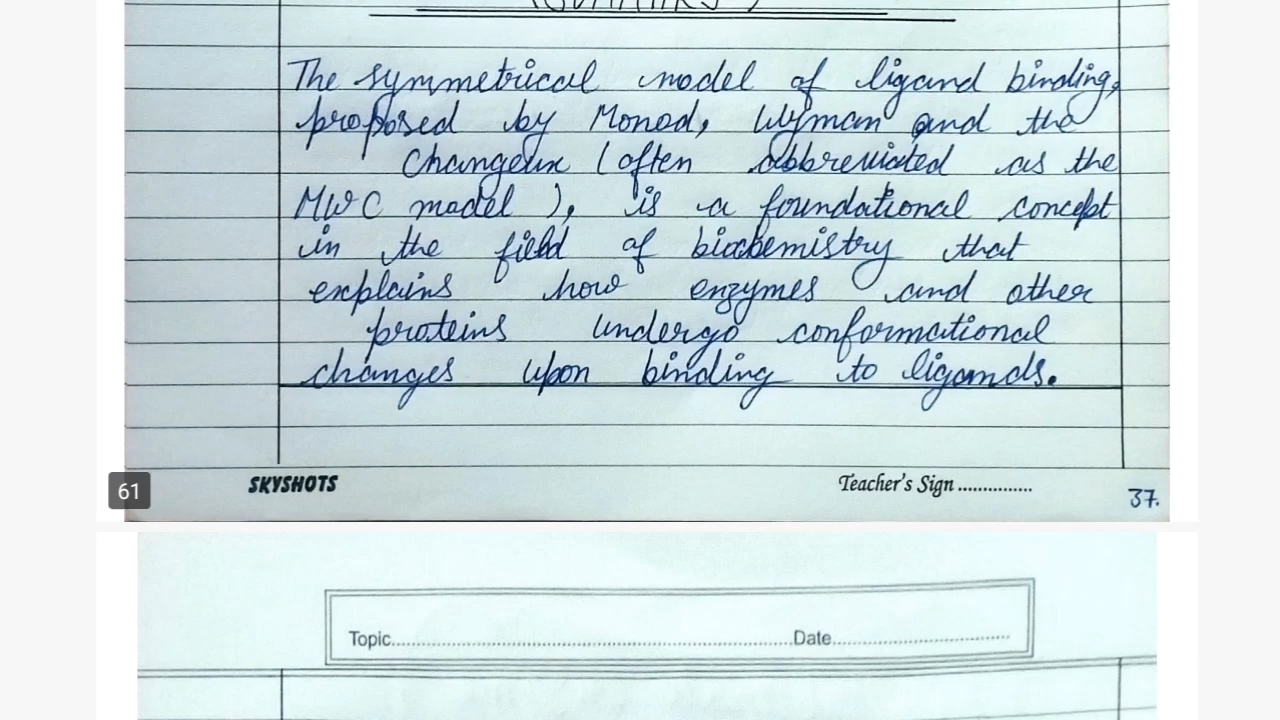 The symmetrical model of ligand binding,
proposed by Monod, Wyman and the
Changeux (often abbreviated as the
MWC model), is a foundational concept
in the field of biochemistry that
explains how enzymes and other
proteins undergo conformational
changes upon binding to ligands.
61
SKYSHOTS
Teacher's Sign ...............
37.
Topic..........Date..........